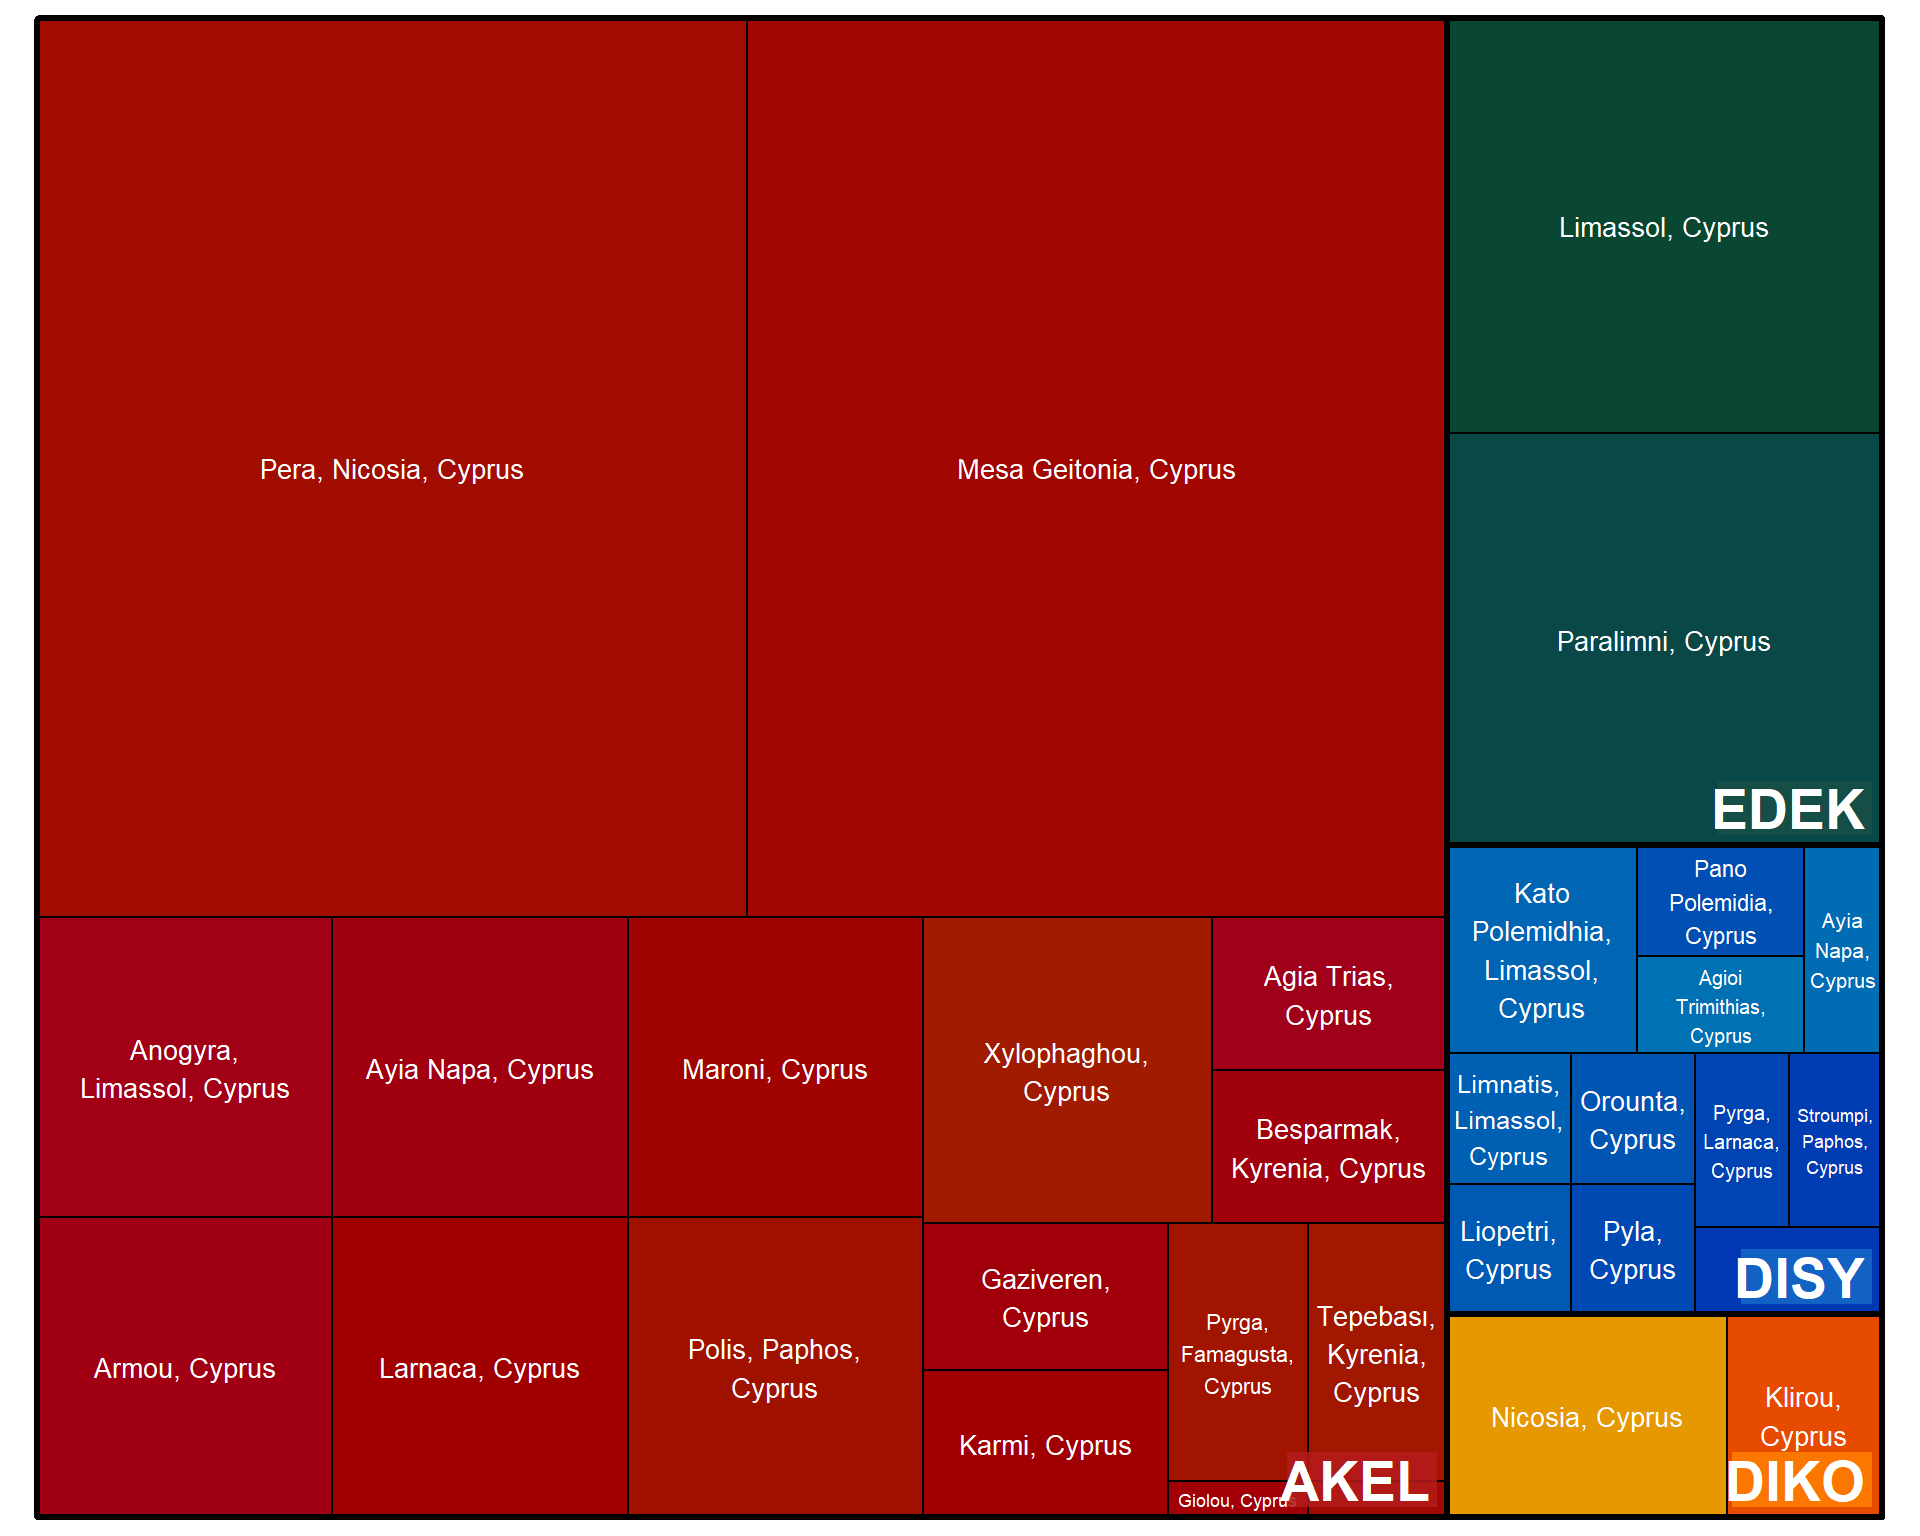 Pera, Nicosia, Cyprus
Mesa Geitonia, Cyprus
Anogyra,
Limassol, Cyprus
Ayia Napa, Cyprus
Maroni, Cyprus
Xylophaghou,
Cyprus
Agia Trias,
Cyprus
Besparmak,
Kyrenia, Cyprus
Armou, Cyprus
Larnaca, Cyprus
Polis, Paphos,
Cyprus
Gaziveren,
Cyprus
Karmi, Cyprus
Pyrga,
Famagusta,
Cyprus
Tepebası,
Kyrenia,
Cyprus
Giolou, Cyprus
AKEL
Limassol, Cyprus
Paralimni, Cyprus
EDEK
Kato
Polemidhia,
Limassol,
Cyprus
Pano
Polemidia,
Cyprus
Agioi
Trimithias,
Cyprus
Ayia
Napa,
Cyprus
Limnatis,
Limassol,
Cyprus
Orounta,
Cyprus
Pyrga,
Larnaca,
Cyprus
Stroumpi,
Paphos,
Cyprus
Liopetri,
Cyprus
Pyla,
Cyprus
DISY
Nicosia, Cyprus
Klirou,
Cyprus
DIKO